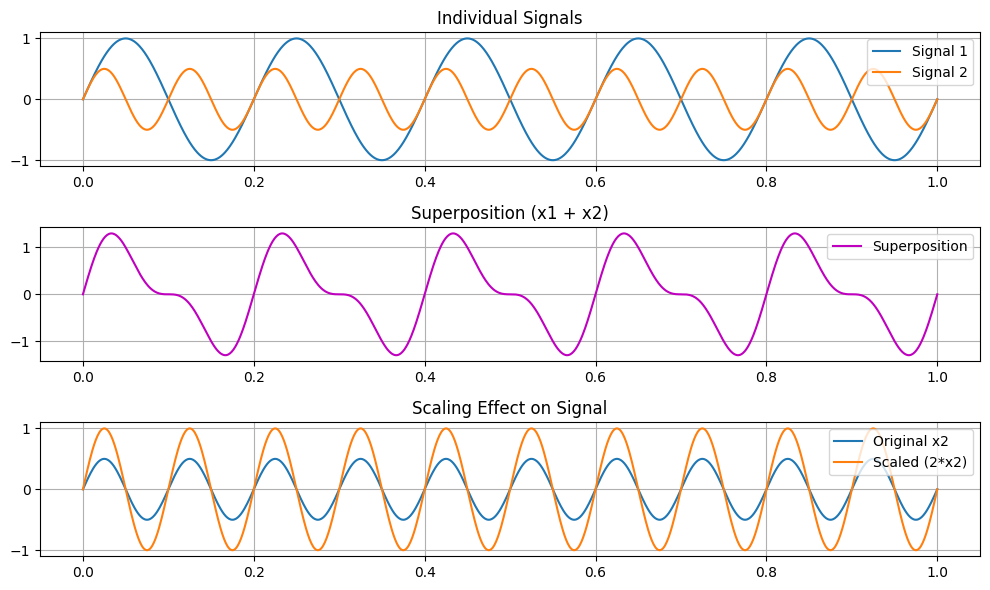 Individual Signals
1
0
−1
Signal 1
Signal 2
0.0 0.2 0.4 0.6 0.8 1.0
Superposition (x1 + x2)
1
0
−1
Superposition
0.0 0.2 0.4 0.6 0.8 1.0
Scaling Effect on Signal
1
0
−1
Original x2
Scaled (2*x2)
0.0 0.2 0.4 0.6 0.8 1.0